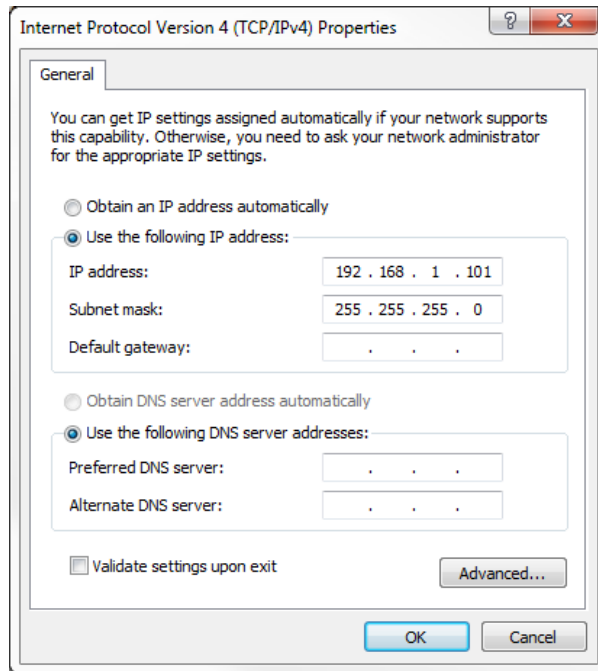 Internet Protocol Version 4 (TCP/IPv4) Properties
General
You can get IP settings assigned automatically if your network supports
this capability. Otherwise, you need to ask your network administrator
for the appropriate IP settings.
Obtain an IP address automatically
Use the following IP address:
IP address: 192 . 168 . 1 . 101
Subnet mask: 255 . 255 . 255 . 0
Default gateway: . . .
Obtain DNS server address automatically
Use the following DNS server addresses:
Preferred DNS server: . . .
Alternate DNS server: . . .
Validate settings upon exit
Advanced...
OK Cancel